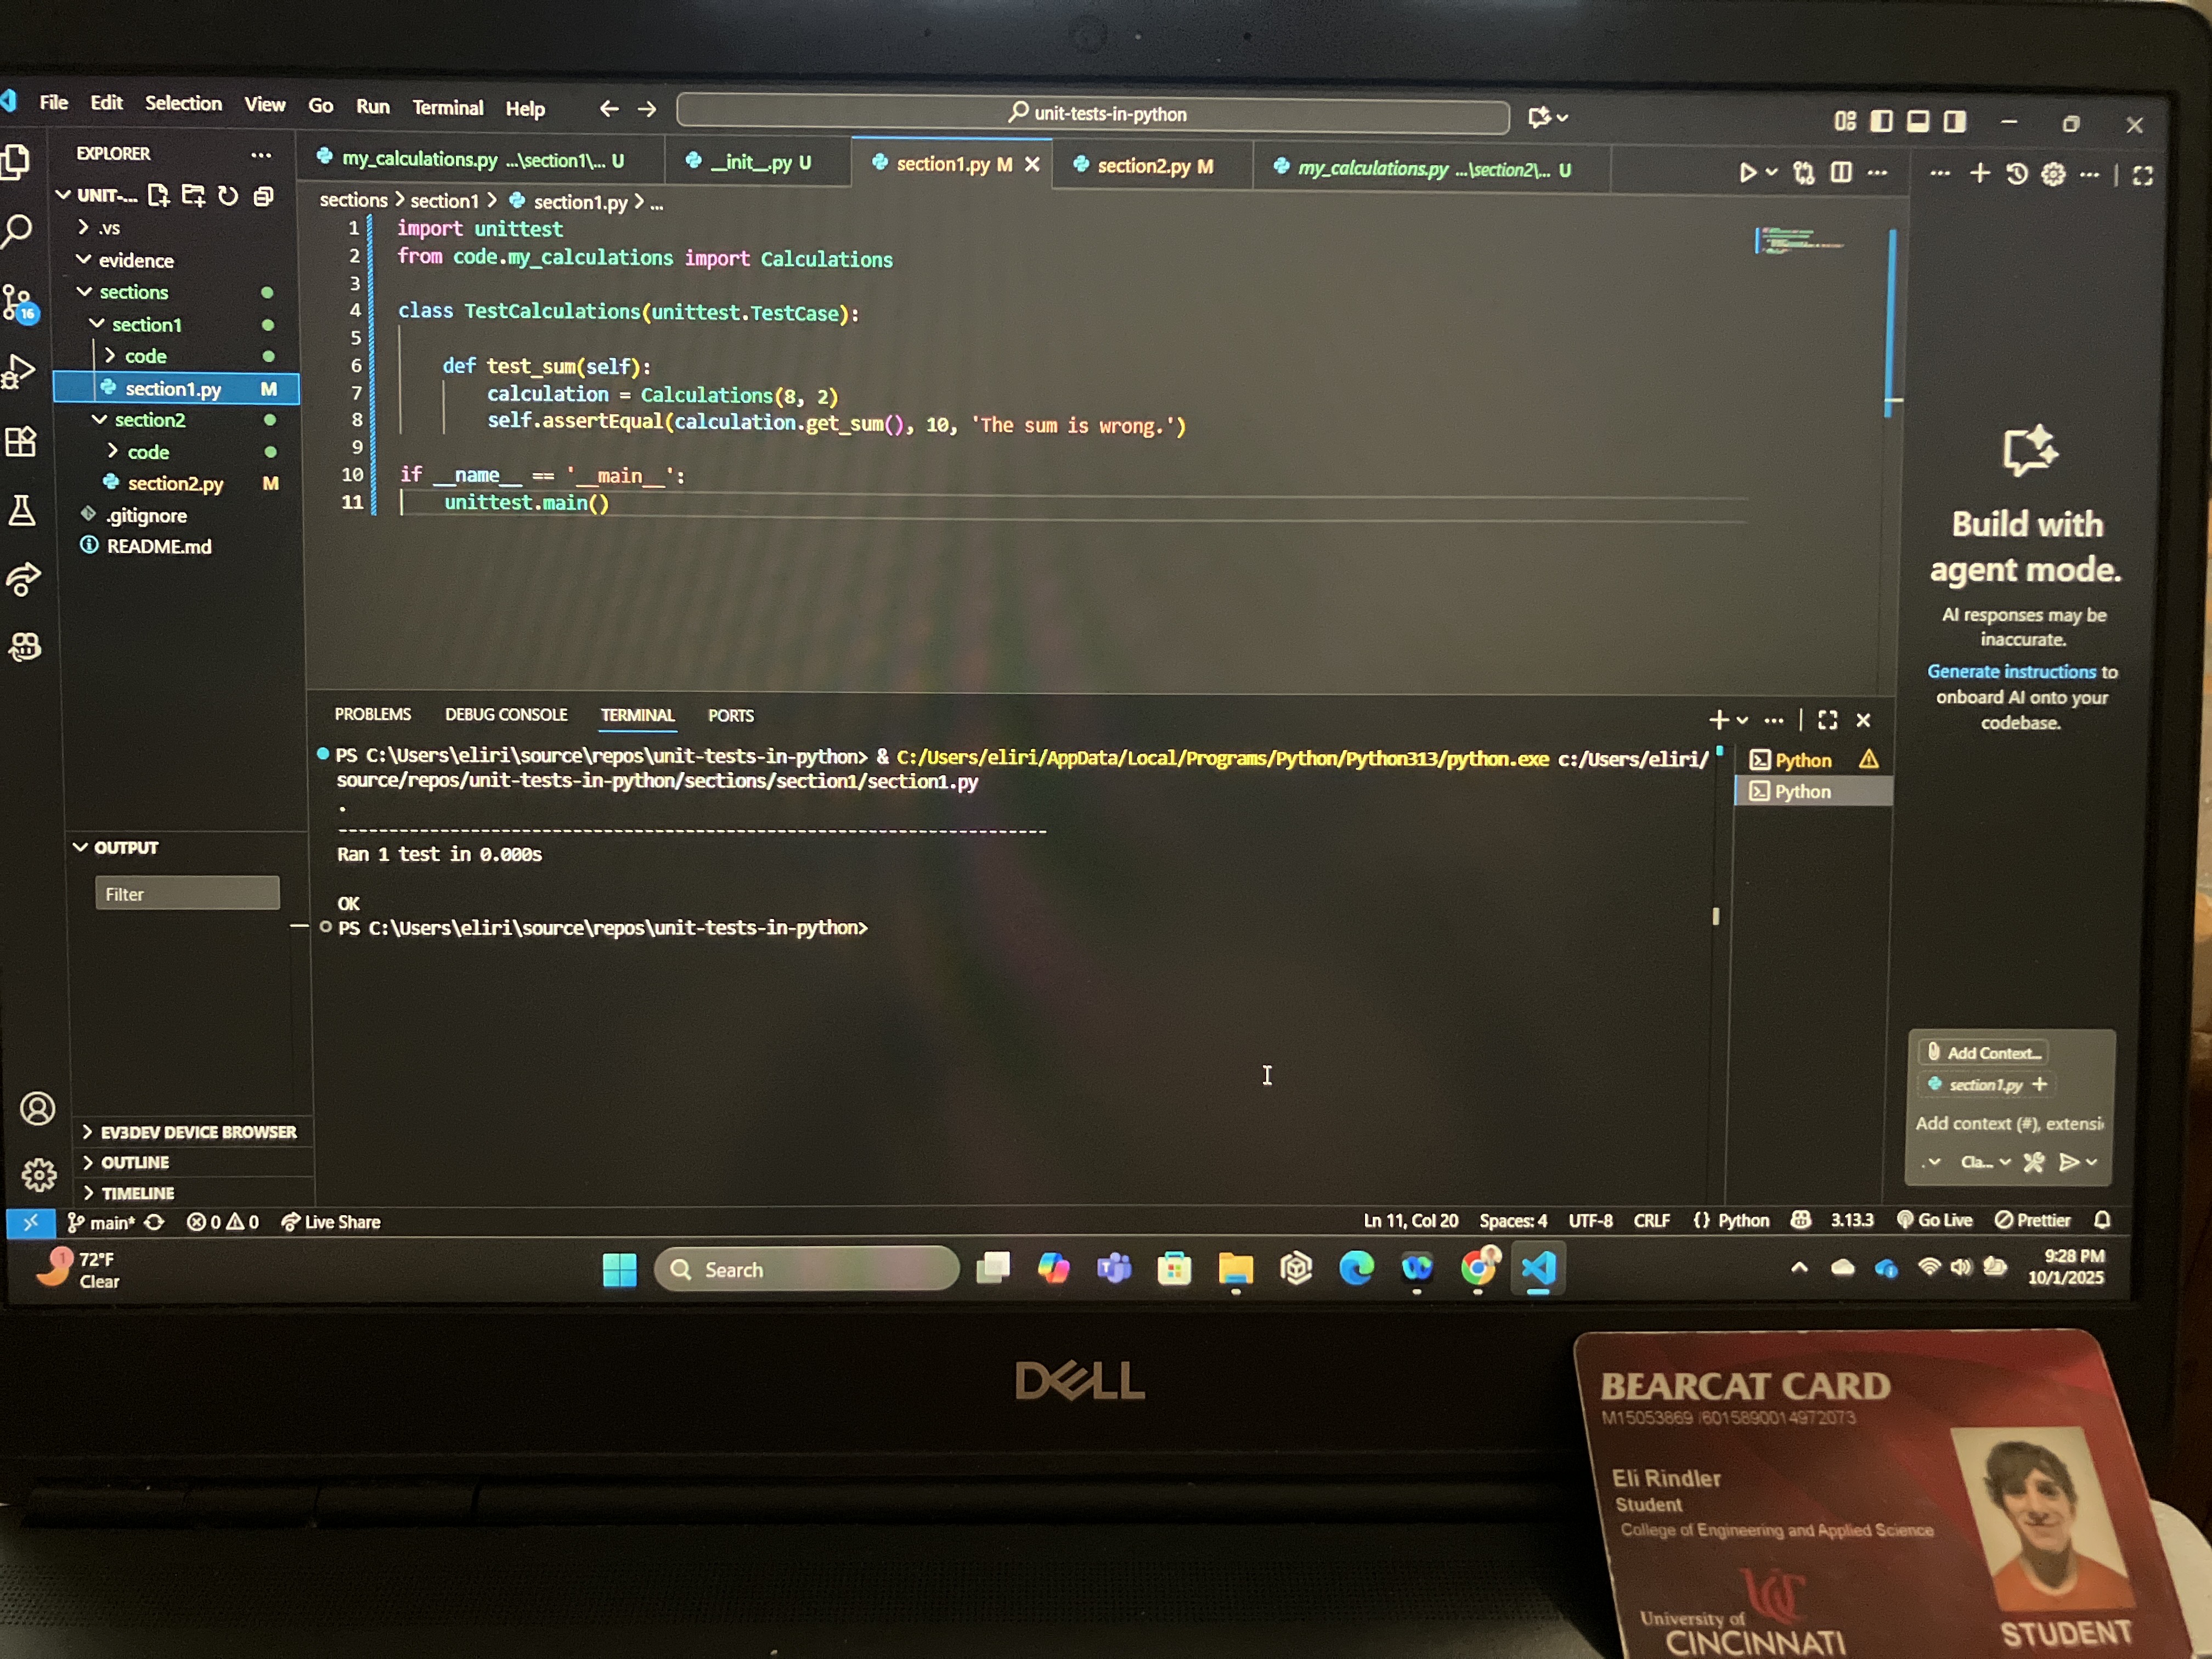 File Edit Selection View Go Run Terminal Help
unit-tests-in-python
EXPLORER
UNIT-...
.vs
evidence
sections
section1
code
section1.py M
section2
code
section2.py M
.gitignore
README.md
16
OUTPUT
Filter
EV3DEV DEVICE BROWSER
OUTLINE
TIMELINE
my_calculations.py ...\section1\... U
__init__.py U
section1.py M
section2.py M
my_calculations.py ...\section2\... U
sections > section1 > section1.py > ...
1 import unittest
2 from code.my_calculations import Calculations
3
4 class TestCalculations(unittest.TestCase):
5
6 def test_sum(self):
7 calculation = Calculations(8, 2)
8 self.assertEqual(calculation.get_sum(), 10, 'The sum is wrong.')
9
10 if __name__ == '__main__':
11 unittest.main()
PROBLEMS DEBUG CONSOLE TERMINAL PORTS
PS C:\Users\eliri\source\repos\unit-tests-in-python> & C:/Users/eliri/AppData/Local/Programs/Python/Python313/python.exe c:/Users/eliri/
source/repos/unit-tests-in-python/sections/section1/section1.py
.
----------------------------------------------------------------------
Ran 1 test in 0.000s
OK
PS C:\Users\eliri\source\repos\unit-tests-in-python>
Python
Python
Build with
agent mode.
AI responses may be
inaccurate.
Generate instructions to
onboard AI onto your
codebase.
Add Context...
section1.py +
Add context (#), extensi
Cla...
main* 0 0 Live Share
Ln 11, Col 20 Spaces: 4 UTF-8 CRLF {} Python 3.13.3 Go Live Prettier
1
72°F
Clear
Search
9:28 PM
10/1/2025
DELL
BEARCAT CARD
M15053869 /6015890014972073
Eli Rindler
Student
College of Engineering and Applied Science
UC
University of
CINCINNATI
STUDENT